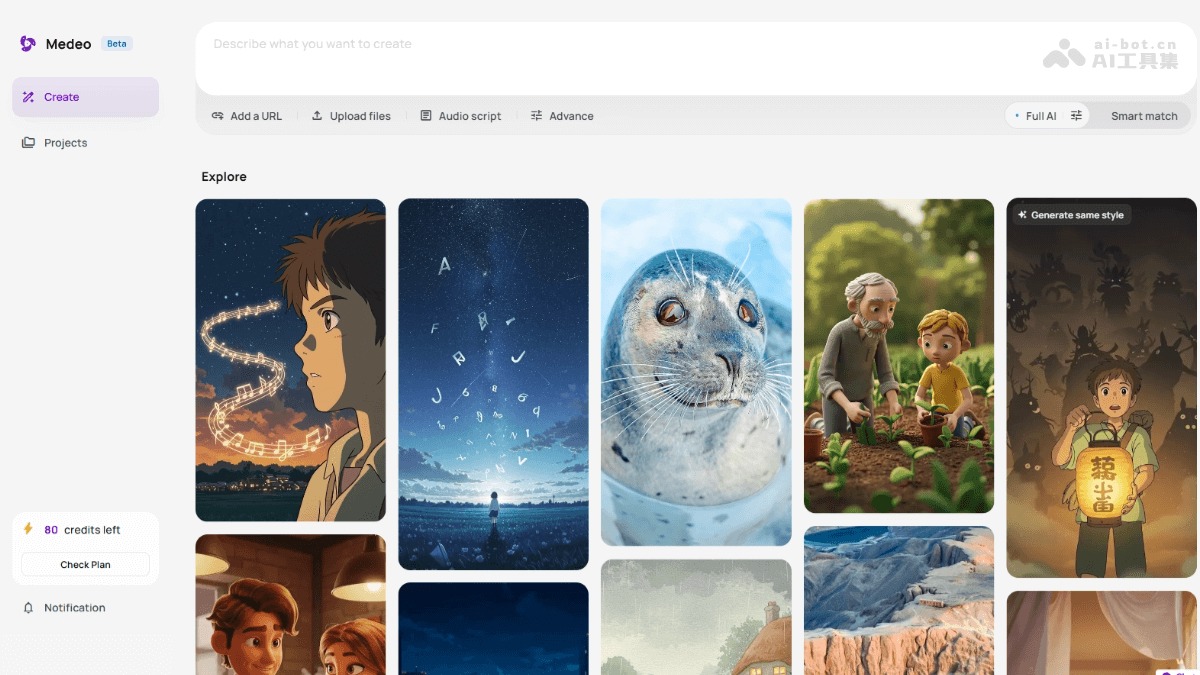 Medeo Beta
Create
Projects
80 credits left
Check Plan
Notification
Describe what you want to create
ai-bot.cn
AI工具集
Add a URL
Upload files
Audio script
Advance
Full AI
Smart match
Explore
A
F
Generate same style